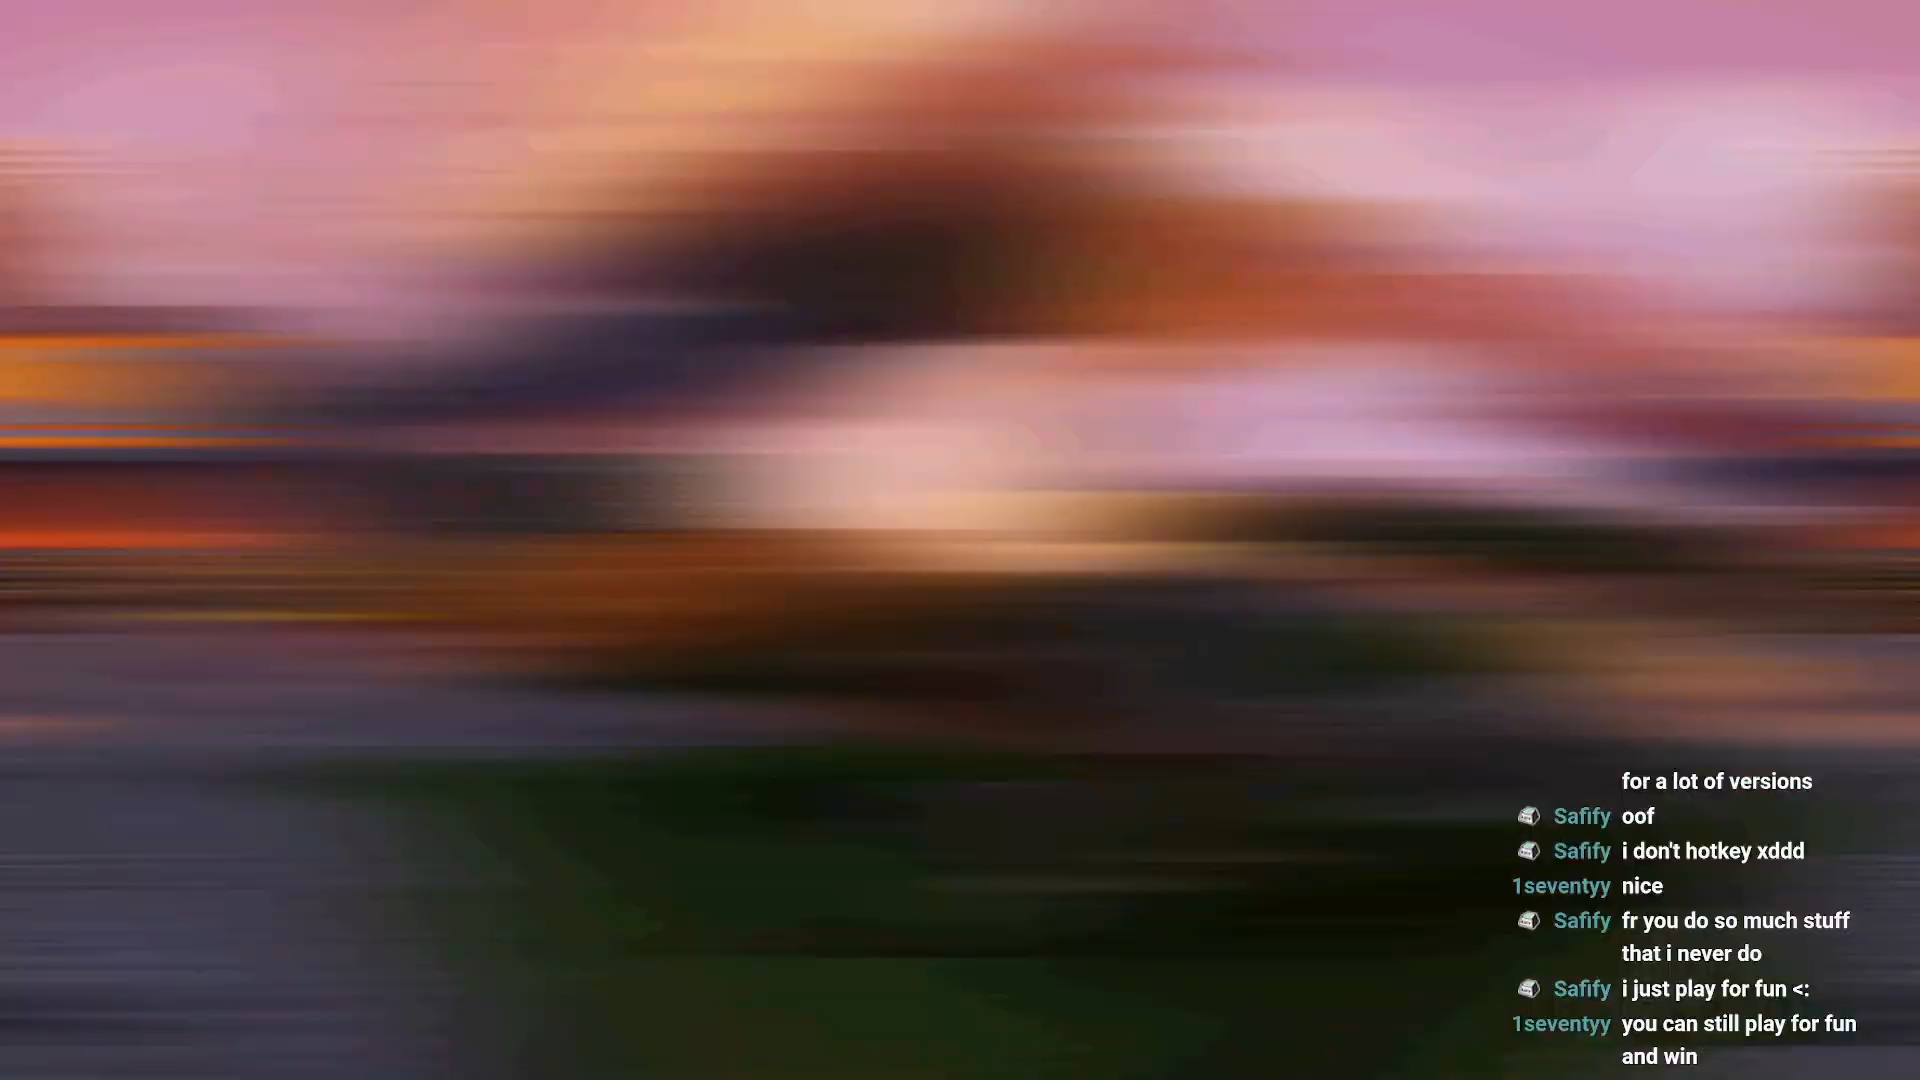 for a lot of versions
Safify oof
Safify i don't hotkey xddd
1seventyy nice
Safify fr you do so much stuff
that i never do
Safify i just play for fun <:
1seventyy you can still play for fun
and win